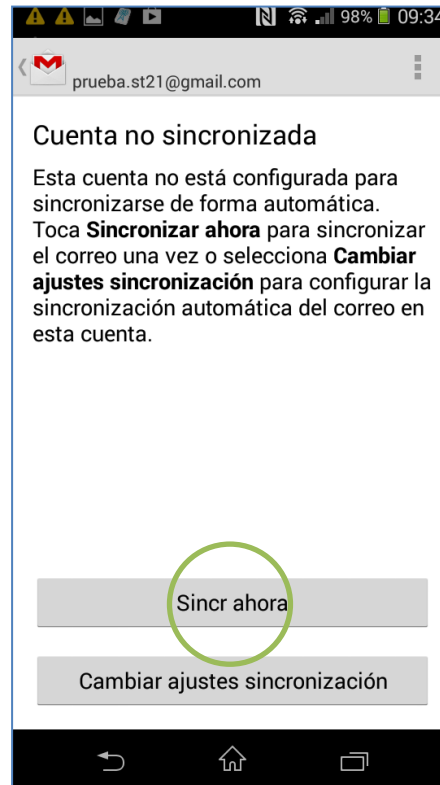 98% 09:34
prueba.st21@gmail.com
Cuenta no sincronizada
Esta cuenta no está configurada para
sincronizarse de forma automática.
Toca Sincronizar ahora para sincronizar
el correo una vez o selecciona Cambiar
ajustes sincronización para configurar la
sincronización automática del correo en
esta cuenta.
Sincr ahora
Cambiar ajustes sincronización